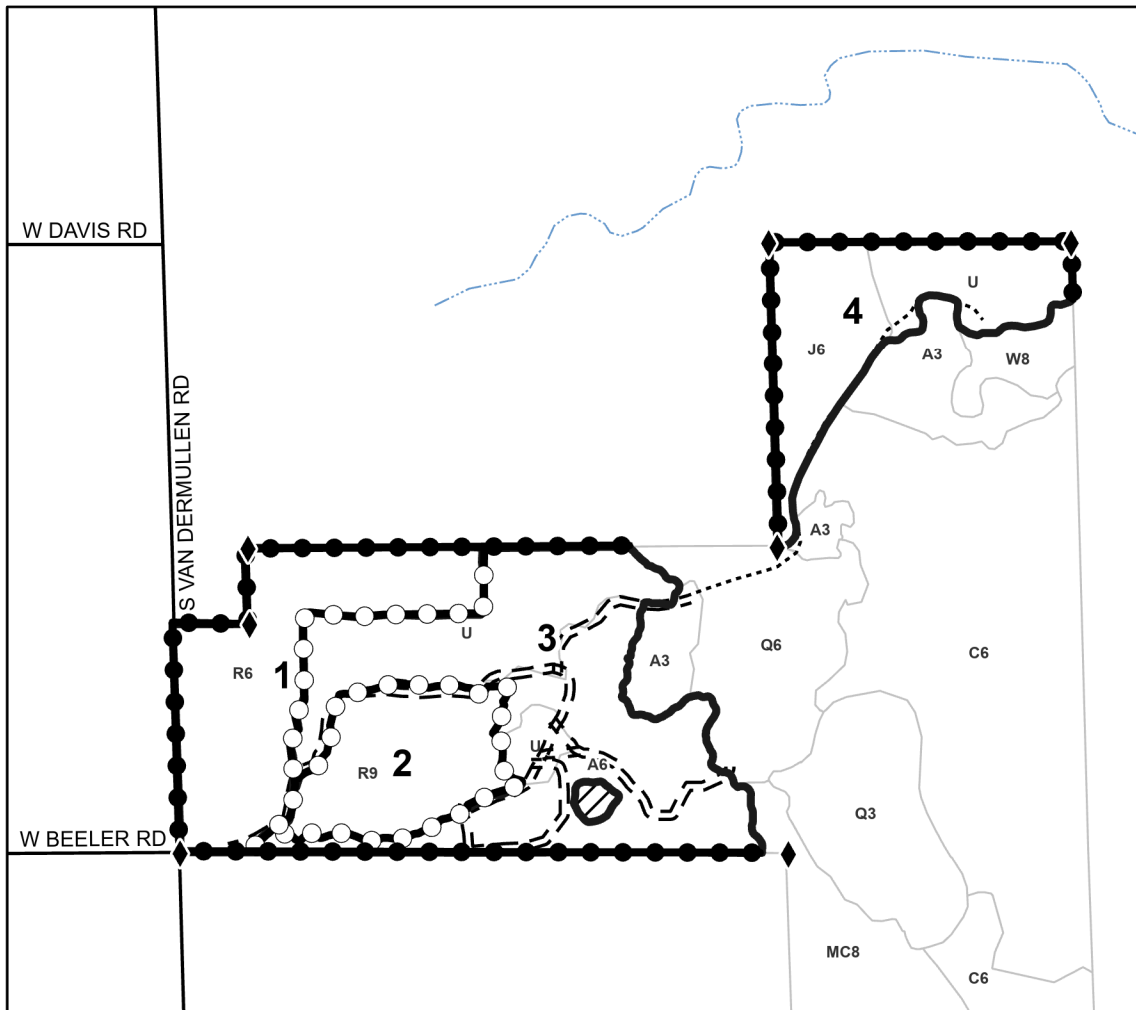 W DAVIS RD
U
4
J6
A3
W8
S VAN DERMULLEN RD
A3
U
3
R6
1
A3
Q6
C6
U
R9
2
A6
Q3
W BEELER RD
MC8
C6